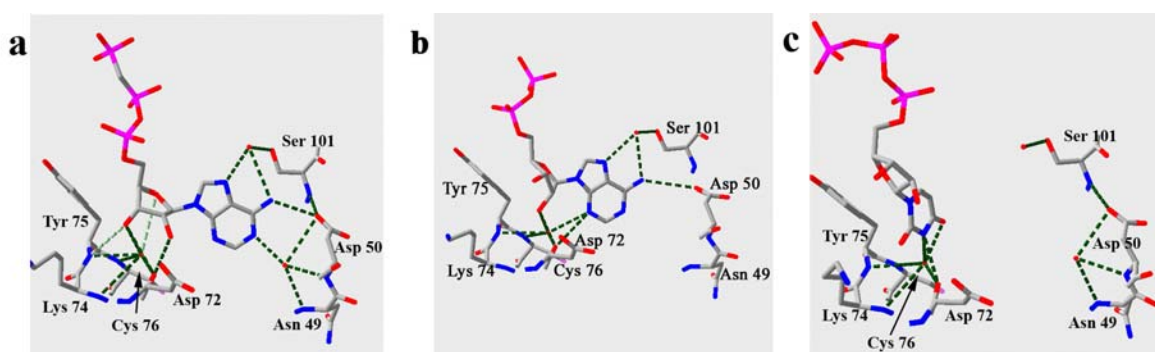 a
Ser 101
Tyr 75
Asp 50
Lys 74
Asp 72
Cys 76
Asn 49
b
Ser 101
Tyr 75
Asp 50
Asp 72
Lys 74
Cys 76
Asn 49
c
Ser 101
Tyr 75
Asp 50
Lys 74
Asp 72
Cys 76
Asn 49